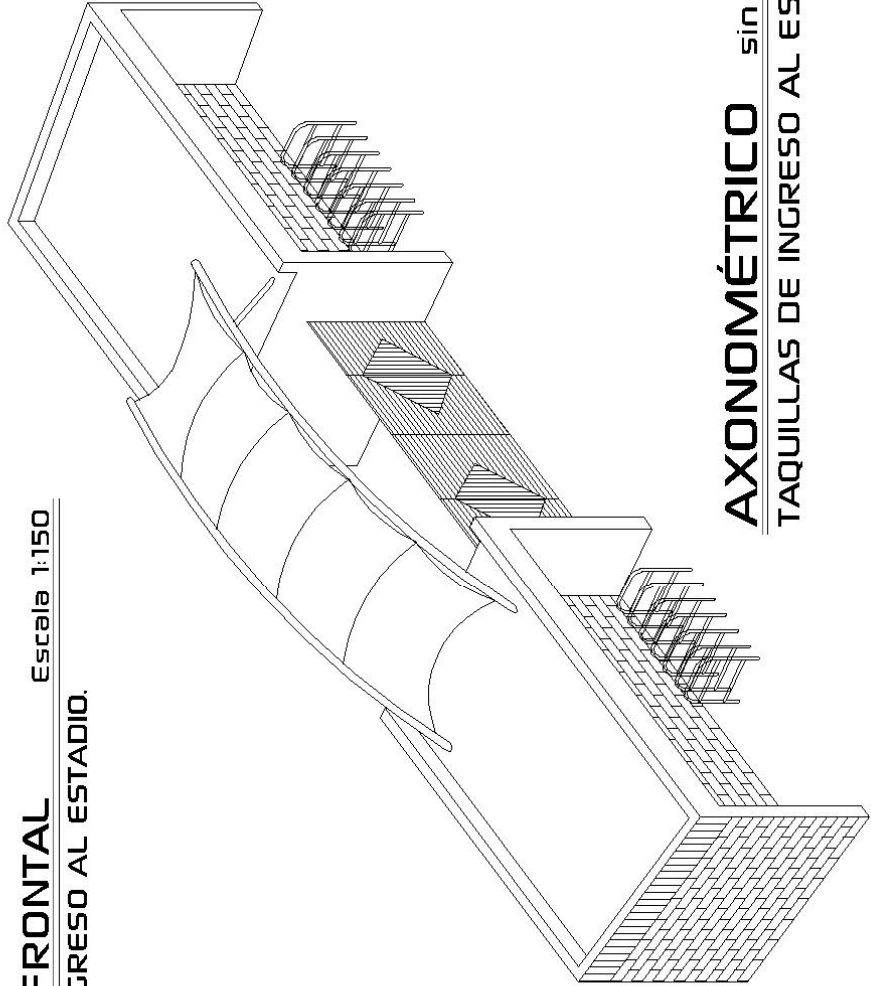 FRONTAL Escala 1:150
GRESO AL ESTADIO.
AXONOMÉTRICO sin
TAQUILLAS DE INGRESO AL ES